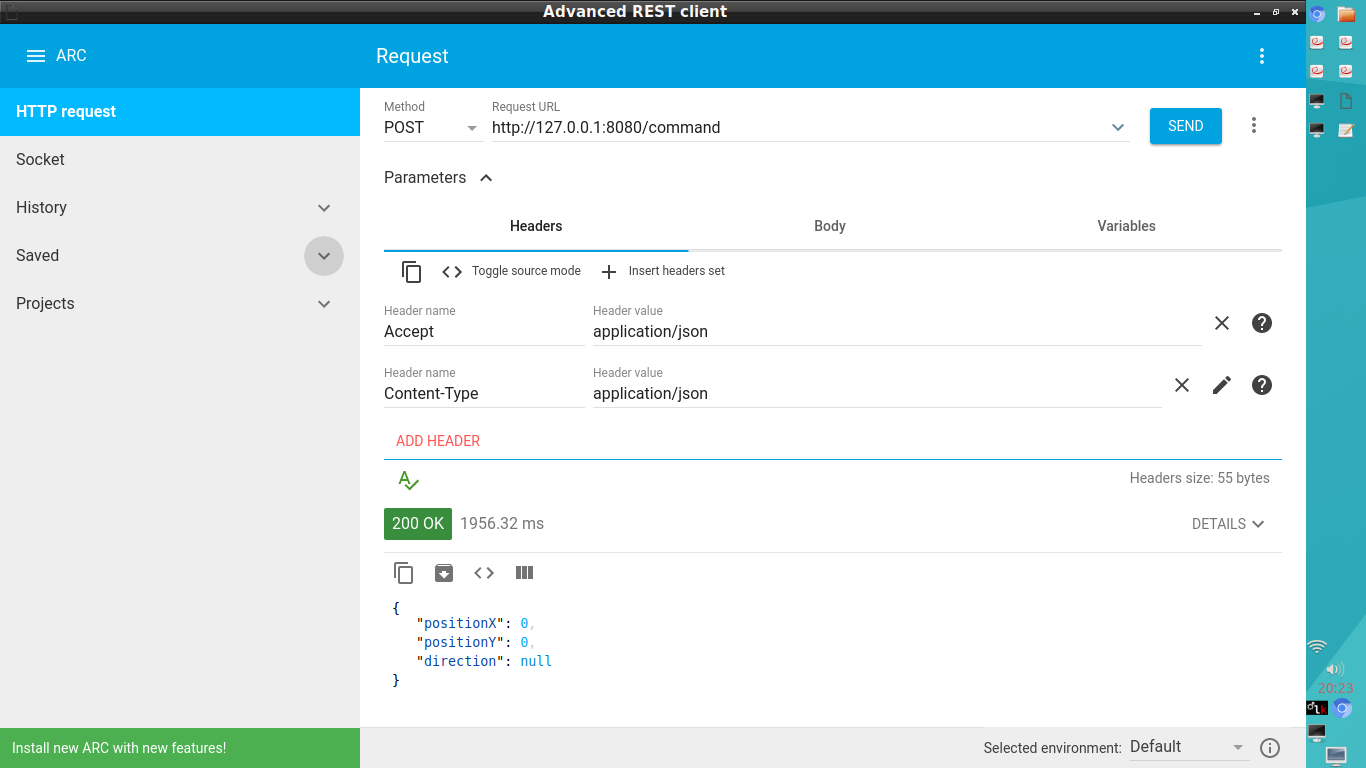 Advanced REST client
ARC
Request
HTTP request
Socket
History
Saved
Projects
Install new ARC with new features!
Method
POST
Request URL
http://127.0.0.1:8080/command
SEND
Parameters
Headers Body Variables
Toggle source mode Insert headers set
Header name Header value
Accept application/json
Header name Header value
Content-Type application/json
ADD HEADER
Headers size: 55 bytes
200 OK 1956.32 ms DETAILS
{
"positionX": 0,
"positionY": 0,
"direction": null
}
Selected environment: Default
20:23